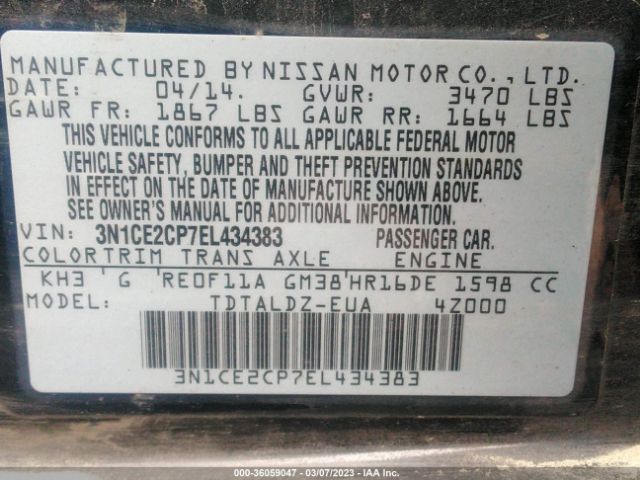 MANUFACTURED BY NISSAN MOTOR CO., LTD.
DATE: 04/14. GVWR: 3470 LBS
GAWR FR: 1867 LBS GAWR RR: 1664 LBS
THIS VEHICLE CONFORMS TO ALL APPLICABLE FEDERAL MOTOR
VEHICLE SAFETY, BUMPER AND THEFT PREVENTION STANDARDS
IN EFFECT ON THE DATE OF MANUFACTURE SHOWN ABOVE.
SEE OWNER'S MANUAL FOR ADDITIONAL INFORMATION.
VIN: 3N1CE2CP7EL434383 PASSENGER CAR.
COLOR TRIM TRANS AXLE ENGINE
KH3 G RE0F11A GM38 HR16DE 1598 CC
MODEL: TDTALDZ-EUA 4Z000
3N1CE2CP7EL434383
000-36059047 — 03/07/2023 — IAA Inc.